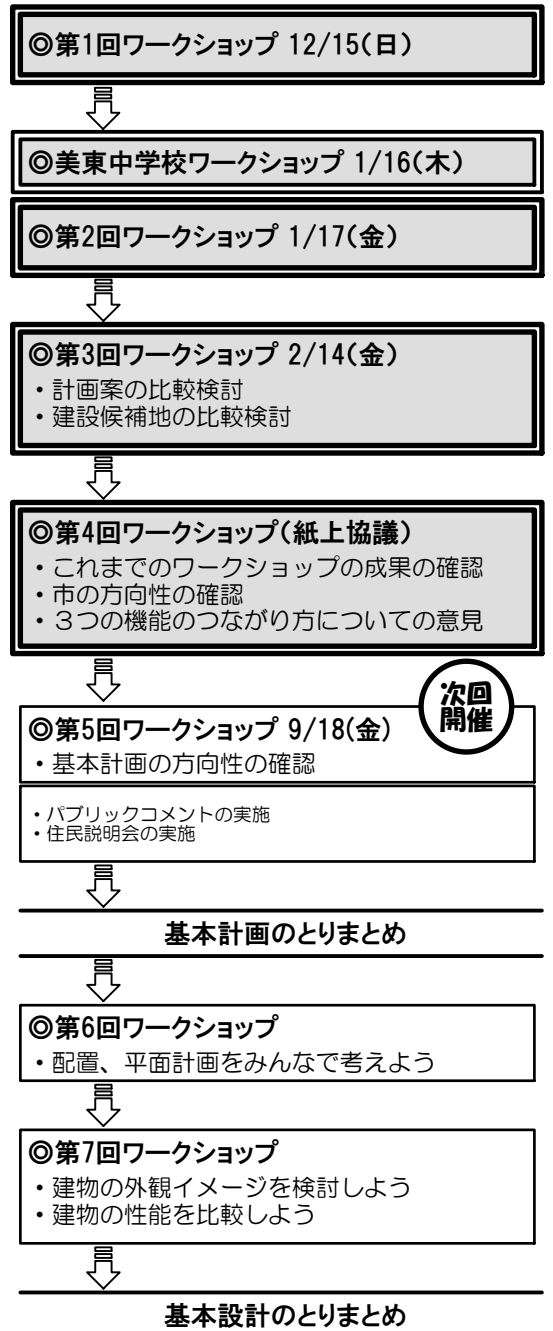 ◎第1回ワークショップ 12/15(日)
◎美東中学校ワークショップ 1/16(木)
◎第2回ワークショップ 1/17(金)
◎第3回ワークショップ 2/14(金)
・計画案の比較検討
・建設候補地の比較検討
◎第4回ワークショップ(紙上協議)
・これまでのワークショップの成果の確認
・市の方向性の確認
・３つの機能のつながり方についての意見
次回
開催
◎第5回ワークショップ 9/18(金)
・基本計画の方向性の確認
・パブリックコメントの実施
・住民説明会の実施
基本計画のとりまとめ
◎第6回ワークショップ
・配置、平面計画をみんなで考えよう
◎第7回ワークショップ
・建物の外観イメージを検討しよう
・建物の性能を比較しよう
基本設計のとりまとめ